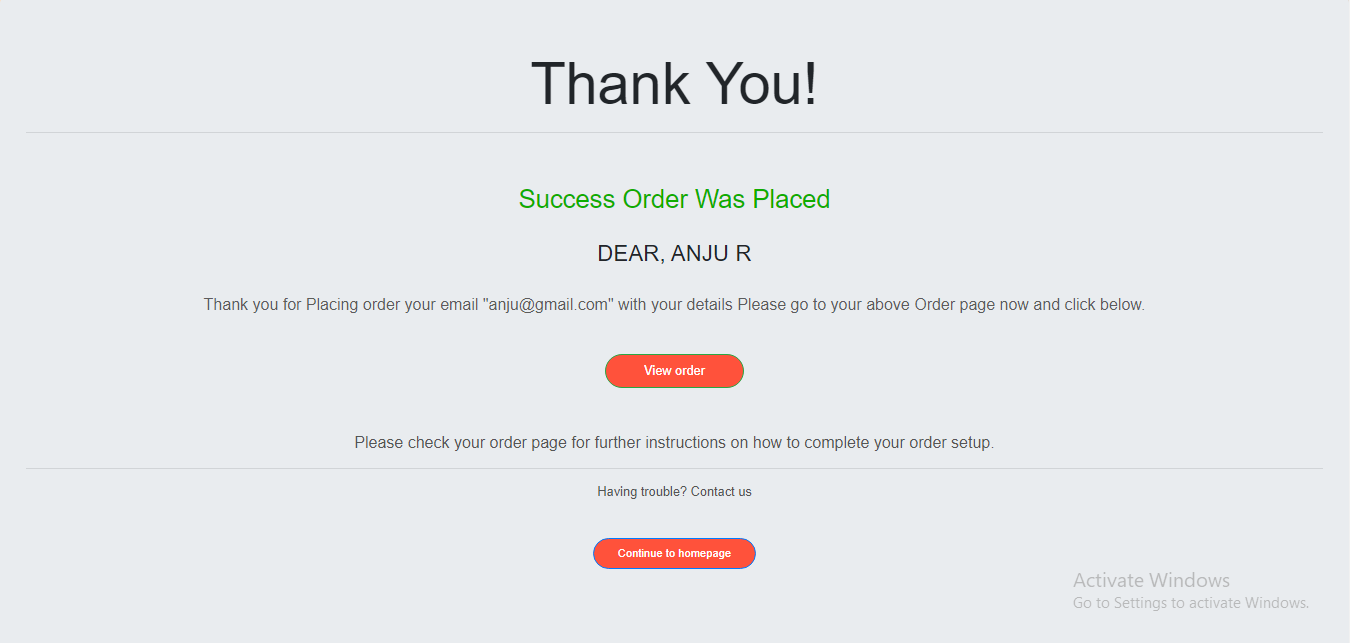 Thank You!
Success Order Was Placed
DEAR, ANJU R
Thank you for Placing order your email "anju@gmail.com" with your details Please go to your above Order page now and click below.
View order
Please check your order page for further instructions on how to complete your order setup.
Having trouble? Contact us
Continue to homepage
Activate Windows
Go to Settings to activate Windows.